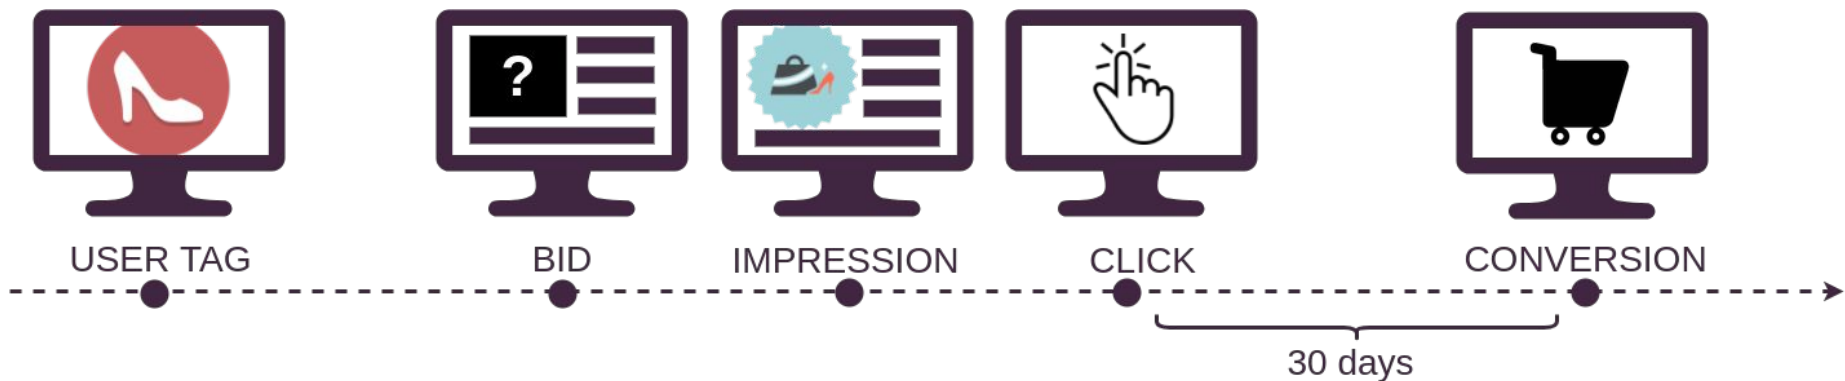 ?
USER TAG
BID
IMPRESSION
CLICK
CONVERSION
30 days